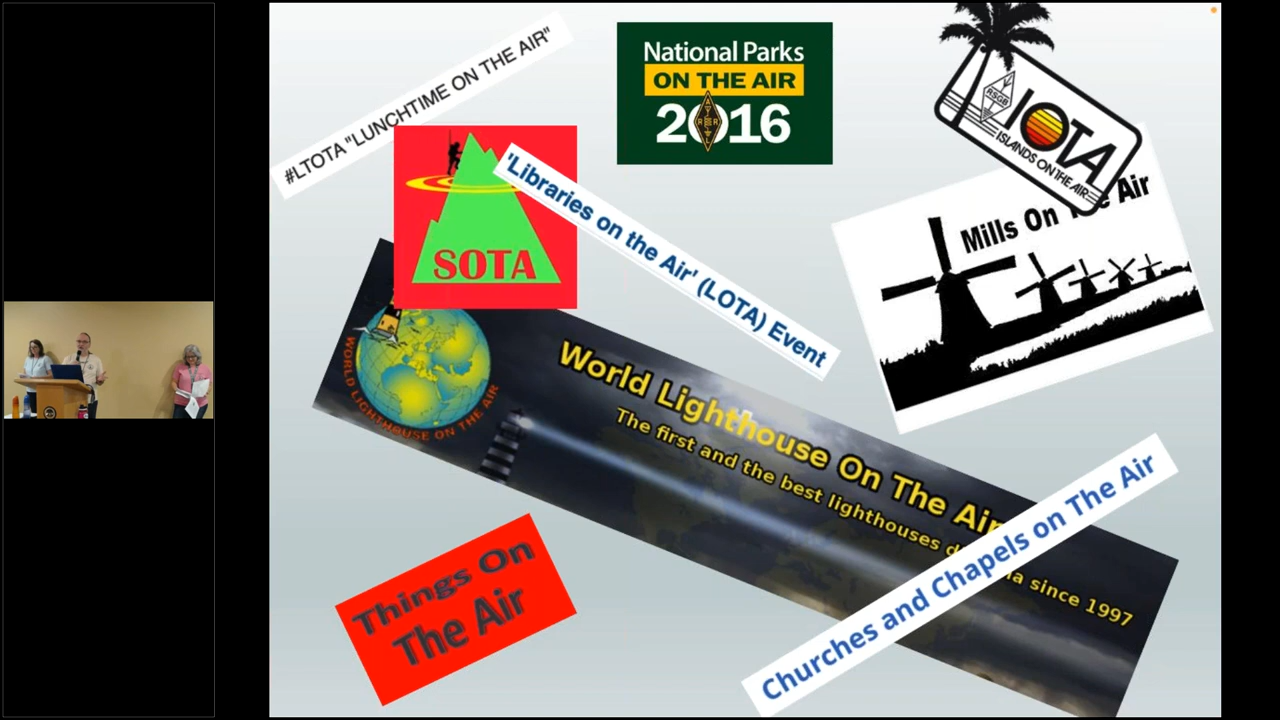 #LTOTA "LUNCHTIME ON THE AIR"
National Parks
ON THE AIR
2016
ARRL
RSGB
IOTA
ISLANDS ON THE AIR
SOTA
'Libraries on the Air' (LOTA) Event
Mills On Air
WORLD LIGHTHOUSE ON THE AIR
World Lighthouse On The Air
The first and the best lighthouses since 1997
Things On
The Air
Churches and Chapels on The Air